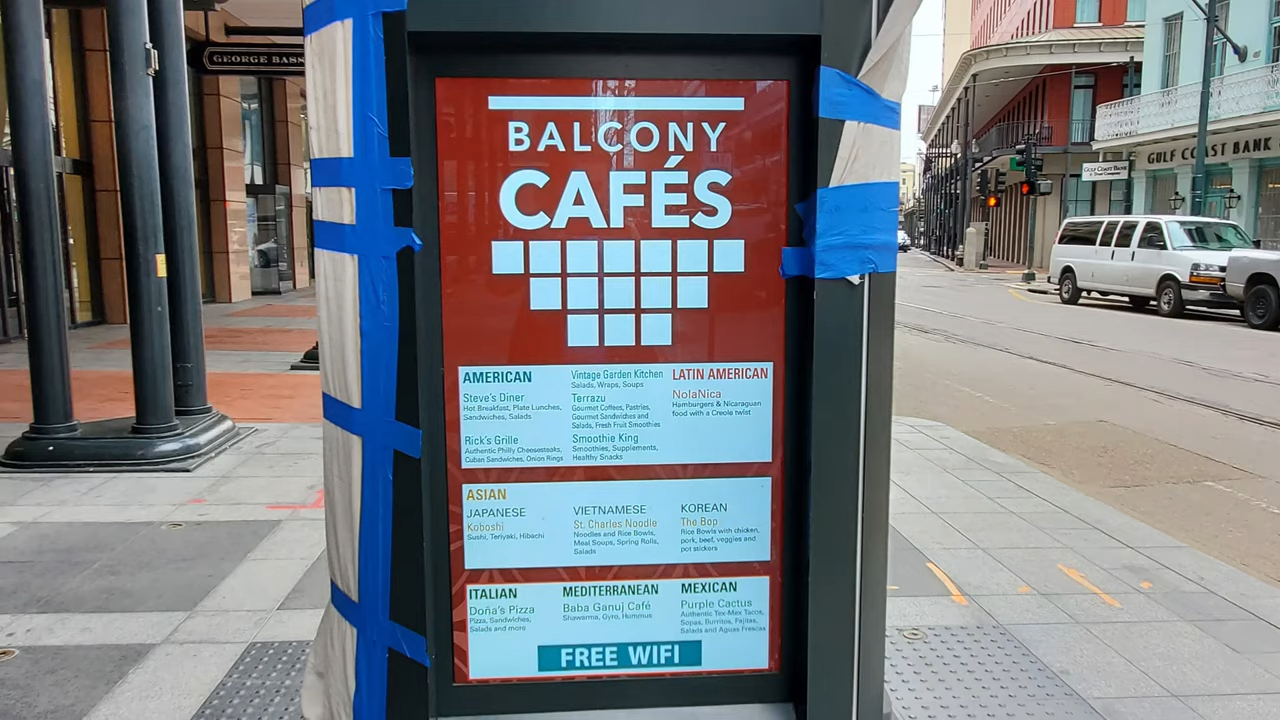 GEORGE BASS
BALCONY
CAFÉS
AMERICAN
Steve's Diner
Hot Breakfast, Plate Lunches,
Sandwiches, Salads
Rick's Grille
Authentic Philly Cheesesteaks,
Cuban Sandwiches, Onion Rings
Vintage Garden Kitchen
Salads, Wraps, Soups
Terrazu
Gourmet Coffees, Pastries,
Gourmet Sandwiches and
Salads, Fresh Fruit Smoothies
Smoothie King
Smoothies, Supplements,
Healthy Snacks
LATIN AMERICAN
NolaNica
Hamburgers & Nicaraguan
food with a Creole twist
ASIAN
JAPANESE
Koboshi
Sushi, Teriyaki, Hibachi
VIETNAMESE
St. Charles Noodle
Noodles and Rice Bowls,
Meal Soups, Spring Rolls,
Salads
KOREAN
The Bop
Rice Bowls with chicken,
pork, beef, veggies and
pot stickers
ITALIAN
Doña's Pizza
Pizza, Sandwiches,
Salads and more
MEDITERRANEAN
Baba Ganuj Café
Shawarma, Gyro, Hummus
MEXICAN
Purple Cactus
Authentic Tex-Mex Tacos,
Sopas, Burritos, Fajitas,
Salads and Aguas Frescas
FREE WIFI
GULF COAST BANK
Gulf Coast Bank
& Trust Company